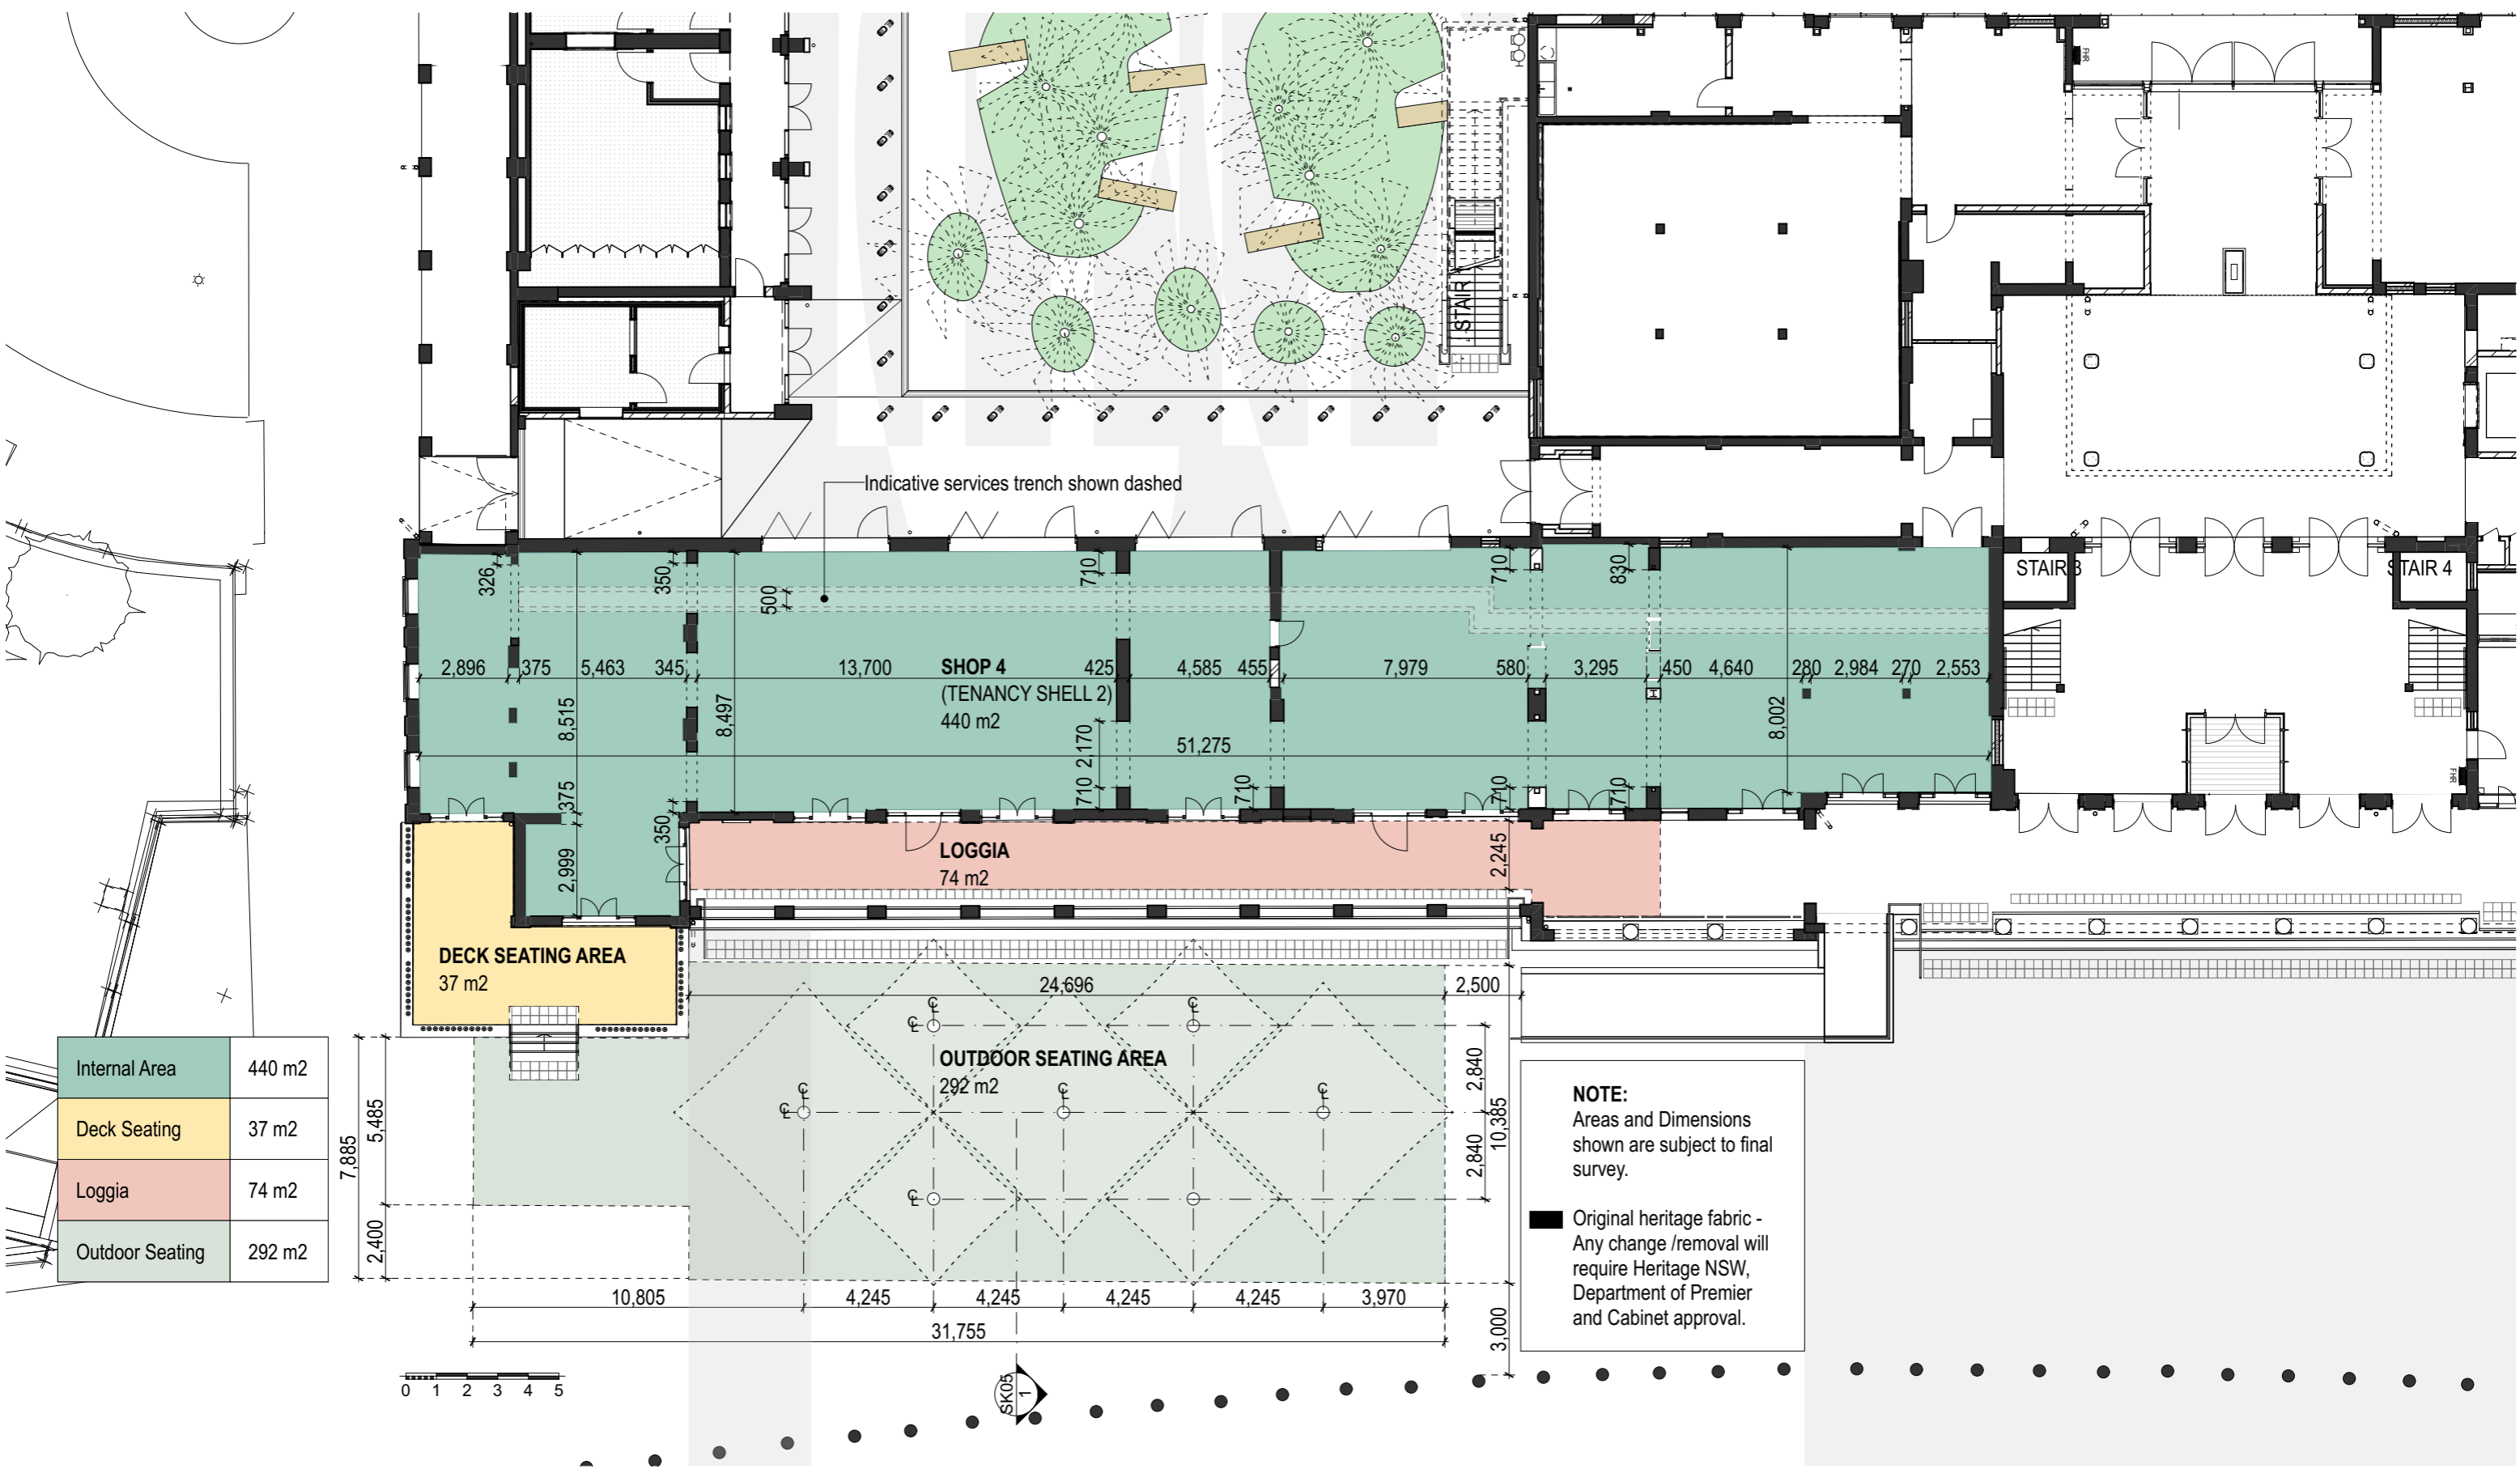 FHR
STAIR
Indicative services trench shown dashed
STAIR 3
STAIR 4
326
350
500
710
710
830
2,896
375
5,463
345
13,700
SHOP 4
425
4,585
455
7,979
580
3,295
450
4,640
280
2,984
270
2,553
(TENANCY SHELL 2)
440 m2
8,515
8,497
2,170
8,002
51,275
375
350
710
710
710
710
FHR
2,999
LOGGIA
74 m2
2,245
DECK SEATING AREA
37 m2
24,696
2,500
OUTDOOR SEATING AREA
292 m2
2,840
2,840
10,385
Internal Area 440 m2
Deck Seating 37 m2
Loggia 74 m2
Outdoor Seating 292 m2
7,885
5,485
2,400
NOTE:
Areas and Dimensions
shown are subject to final
survey.
Original heritage fabric -
Any change /removal will
require Heritage NSW,
Department of Premier
and Cabinet approval.
10,805
4,245
4,245
4,245
4,245
3,970
31,755
3,000
0 1 2 3 4 5
SK05
1